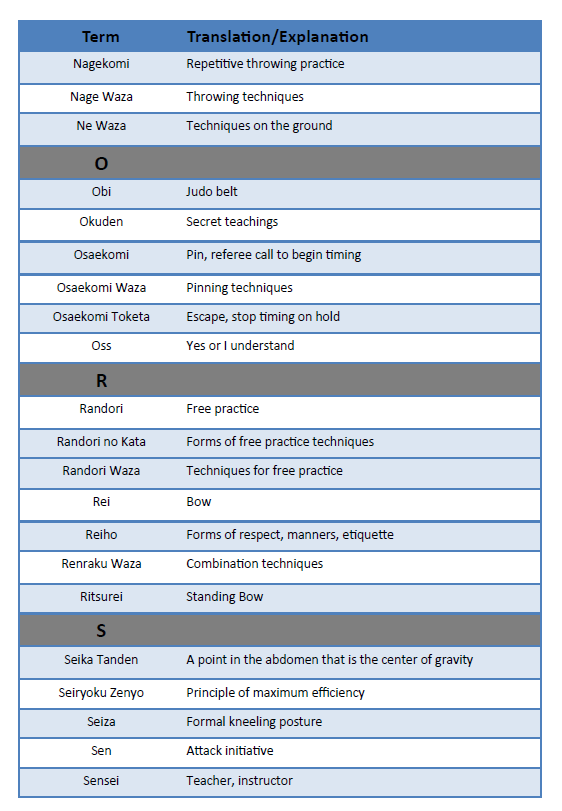 Term Translation/Explanation
Nagekomi Repetitive throwing practice
Nage Waza Throwing techniques
Ne Waza Techniques on the ground
O
Obi Judo belt
Okuden Secret teachings
Osaekomi Pin, referee call to begin timing
Osaekomi Waza Pinning techniques
Osaekomi Toketa Escape, stop timing on hold
Oss Yes or I understand
R
Randori Free practice
Randori no Kata Forms of free practice techniques
Randori Waza Techniques for free practice
Rei Bow
Reiho Forms of respect, manners, etiquette
Renraku Waza Combination techniques
Ritsurei Standing Bow
S
Seika Tanden A point in the abdomen that is the center of gravity
Seiryoku Zenyo Principle of maximum efficiency
Seiza Formal kneeling posture
Sen Attack initiative
Sensei Teacher, instructor